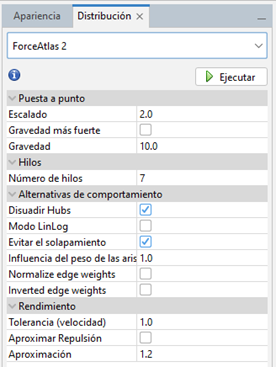 Apariencia Distribución
ForceAtlas 2
Ejecutar
Puesta a punto
Escalado 2.0
Gravedad más fuerte
Gravedad 10.0
Hilos
Número de hilos 7
Alternativas de comportamiento
Disuadir Hubs
Modo LinLog
Evitar el solapamiento
Influencia del peso de las aris 1.0
Normalize edge weights
Inverted edge weights
Rendimiento
Tolerancia (velocidad) 1.0
Aproximar Repulsión
Aproximación 1.2